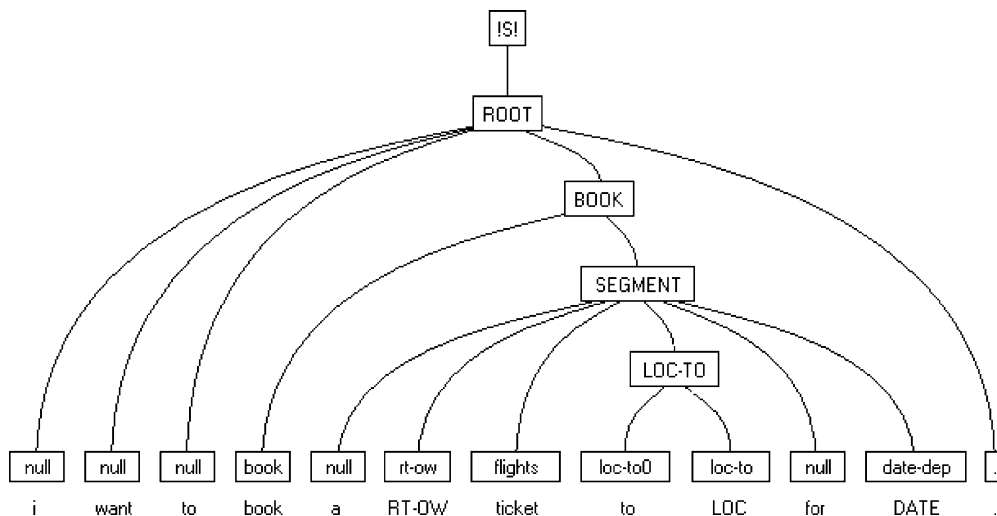 !S!
ROOT
BOOK
SEGMENT
LOC-TO
null null null book null rt-ow flights loc-to0 loc-to null date-dep .
i want to book a RT-OW ticket to LOC for DATE .